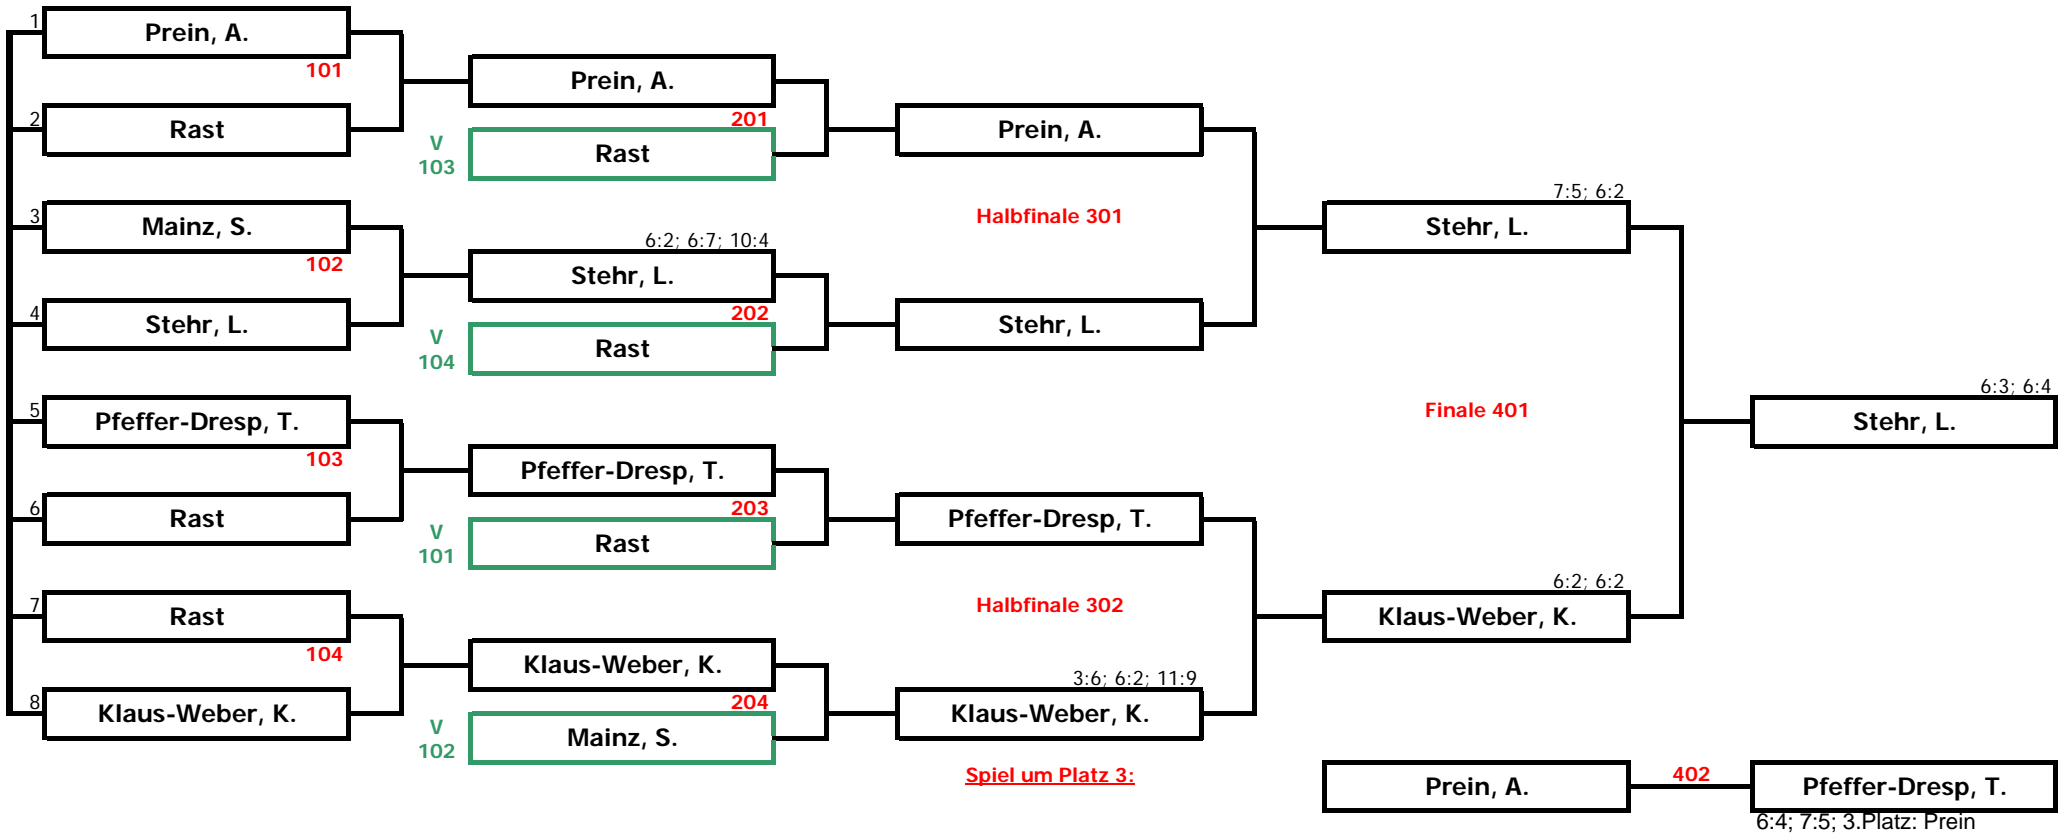 1
Prein, A.
101
2
Rast
3
Mainz, S.
102
4
Stehr, L.
5
Pfeffer-Dresp, T.
103
6
Rast
7
Rast
104
8
Klaus-Weber, K.
Prein, A.
201
V
103
Rast
6:2; 6:7; 10:4
Stehr, L.
202
V
104
Rast
Pfeffer-Dresp, T.
203
V
101
Rast
Klaus-Weber, K.
204
V
102
Mainz, S.
Prein, A.
Halbfinale 301
Stehr, L.
Pfeffer-Dresp, T.
Halbfinale 302
3:6; 6:2; 11:9
Klaus-Weber, K.
7:5; 6:2
Stehr, L.
Finale 401
6:2; 6:2
Klaus-Weber, K.
6:3; 6:4
Stehr, L.
Spiel um Platz 3:
Prein, A.
402
Pfeffer-Dresp, T.
6:4; 7:5; 3.Platz: Prein